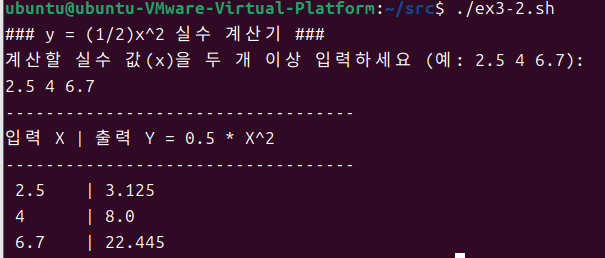 ubuntu@ubuntu-VMware-Virtual-Platform:~/src$ ./ex3-2.sh
### y = (1/2)x^2 실수 계산기 ###
계산할 실수 값(x)을 두 개 이상 입력하세요 (예: 2.5 4 6.7):
2.5 4 6.7
-----------------------------------
입력 X | 출력 Y = 0.5 * X^2
-----------------------------------
2.5    | 3.125
4      | 8.0
6.7    | 22.445